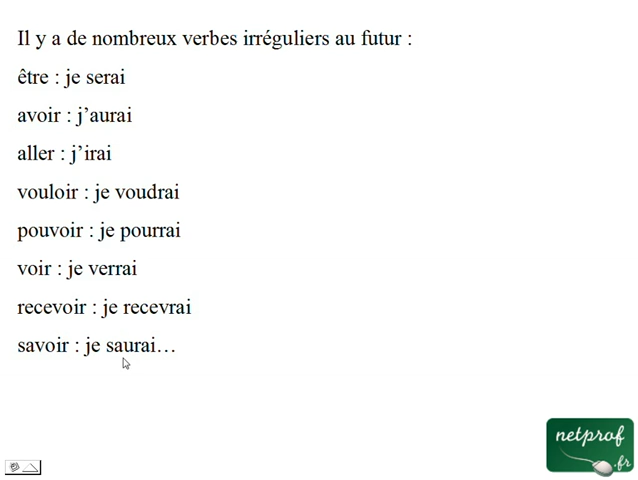 Il y a de nombreux verbes irréguliers au futur :
être : je serai
avoir : j’aurai
aller : j’irai
vouloir : je voudrai
pouvoir : je pourrai
voir : je verrai
recevoir : je recevrai
savoir : je saurai…
netprof
.fr